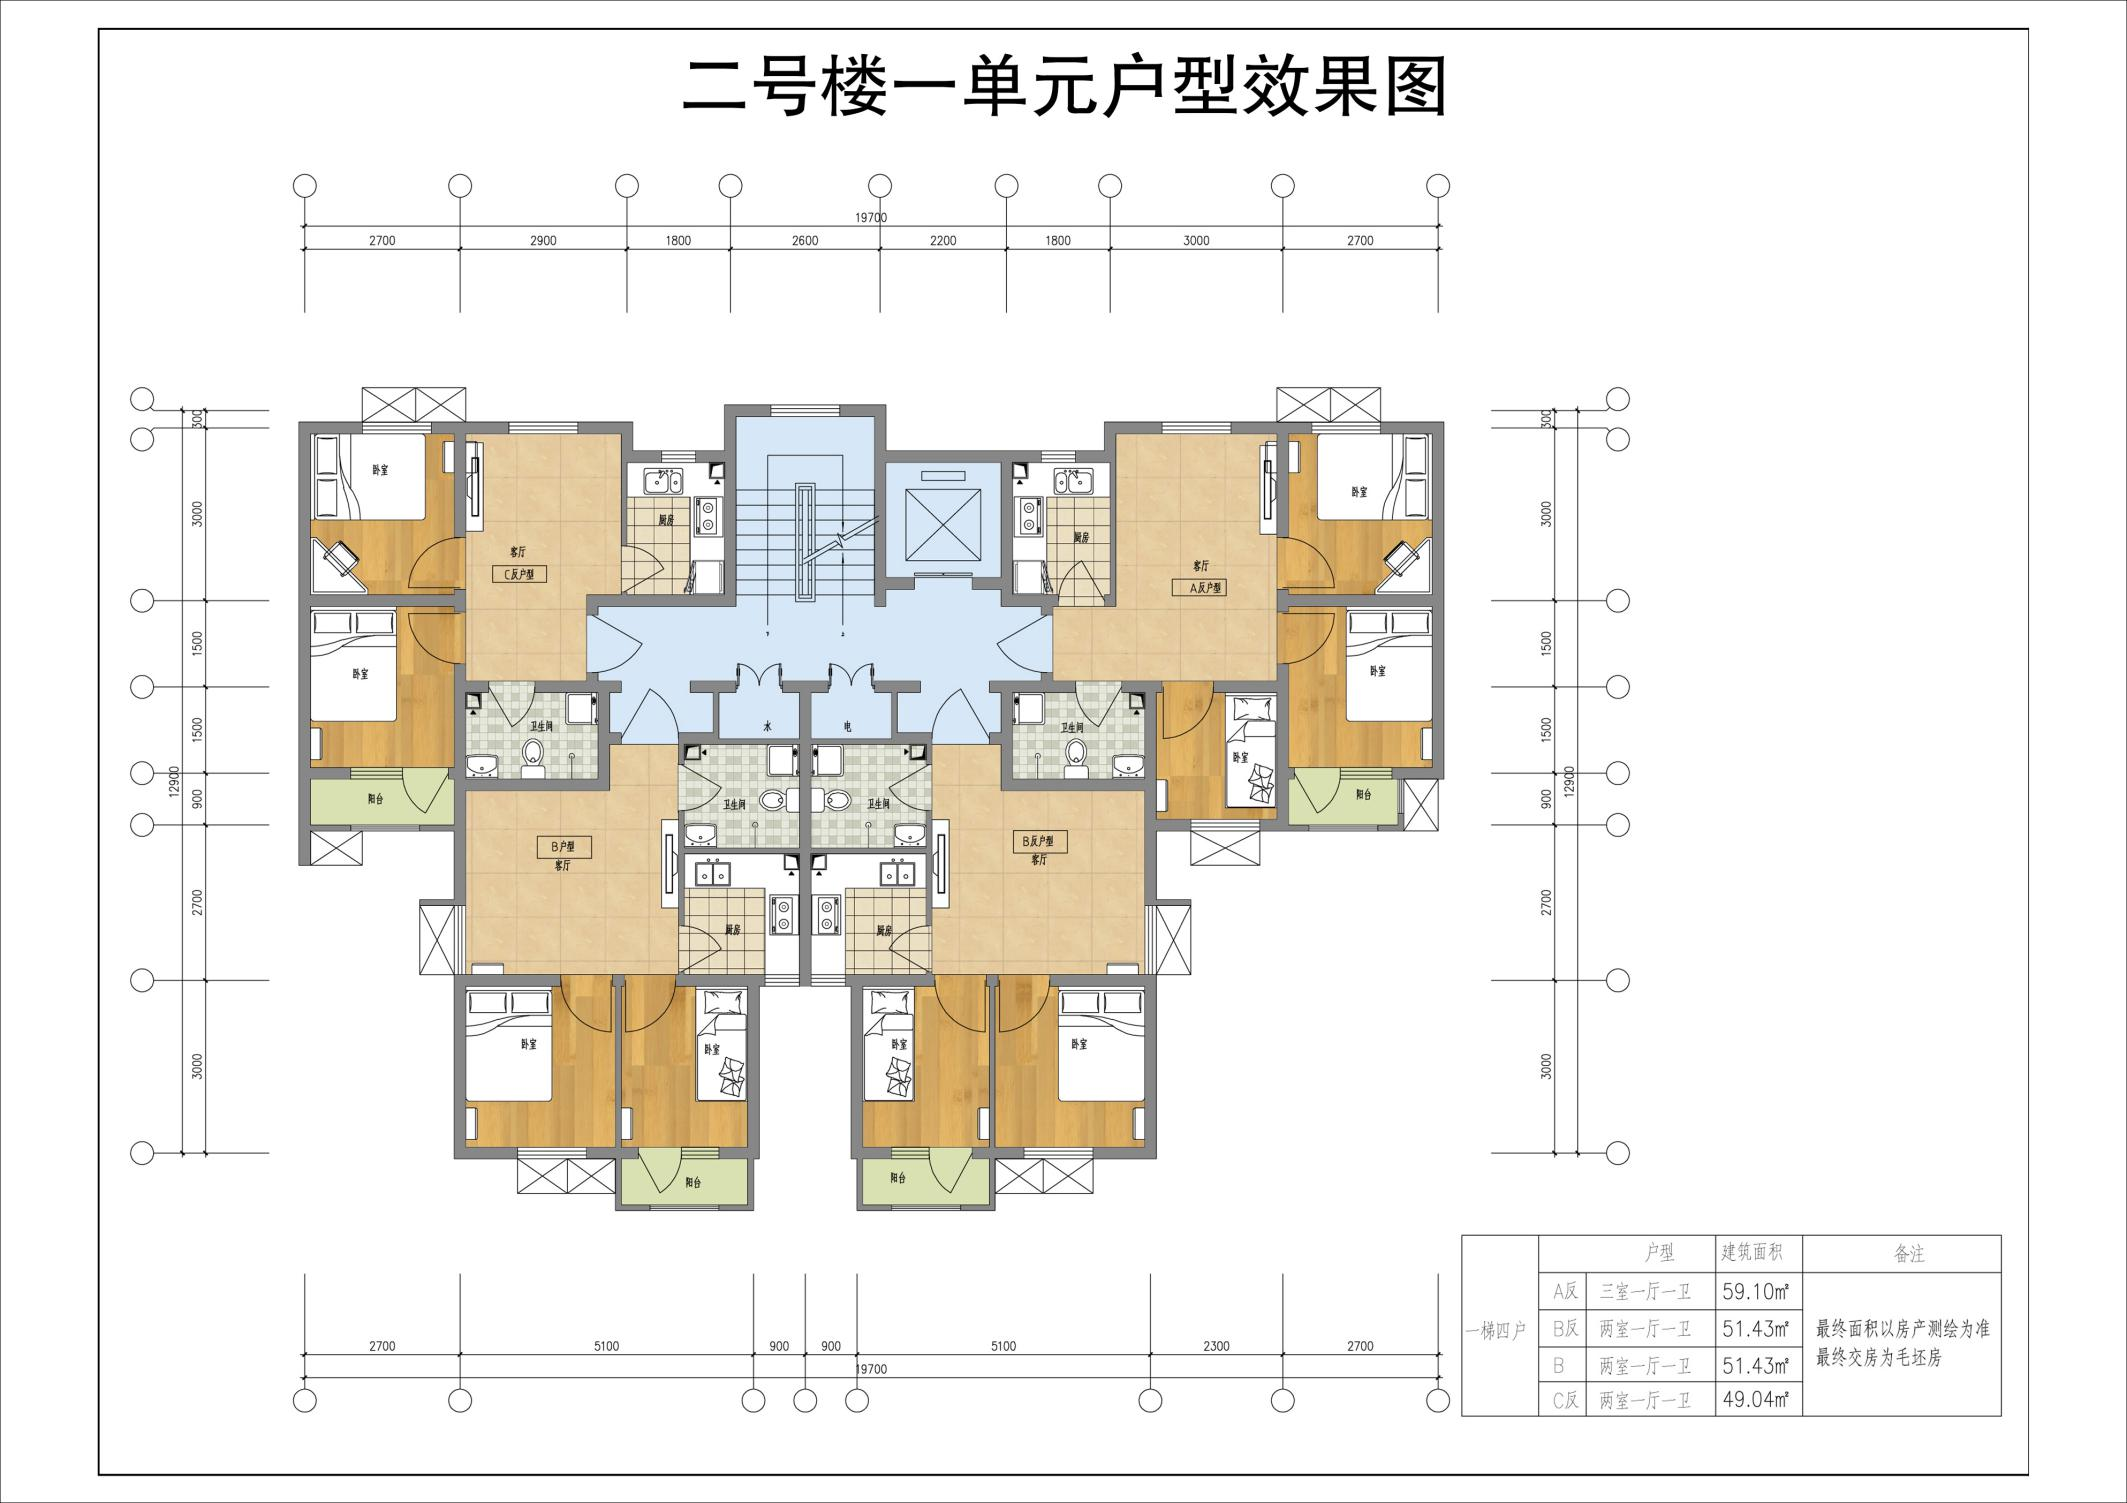 二号楼一单元户型效果图
19700
2700 2900 1800 2600 2200 1800 3000 2700
300
3000
1500
1500
900
2700
3000
12900
300
3000
1500
1500
900
2700
3000
12900
卧室
客厅
C反户型
厨房
厨房
客厅
A反户型
卧室
卧室
卫生间
水
电
卫生间
卧室
卧室
阳台
卫生间
卫生间
阳台
B户型
客厅
B反户型
客厅
厨房
厨房
卧室
卧室
卧室
卧室
阳台
阳台
2700 5100 900 900 5100 2300 2700
19700
一梯四户
户型 建筑面积 备注
A反 三室一厅一卫 59.10㎡
B反 两室一厅一卫 51.43㎡
B 两室一厅一卫 51.43㎡
C反 两室一厅一卫 49.04㎡
最终面积以房产测绘为准
最终交房为毛坯房